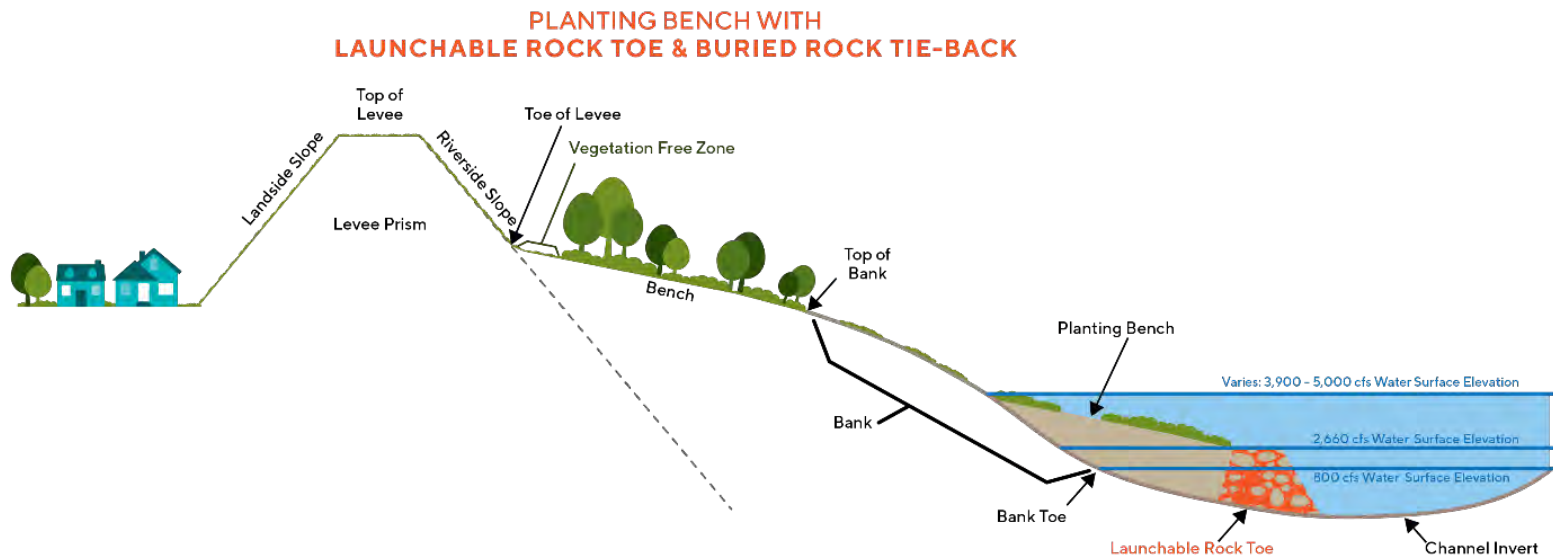 PLANTING BENCH WITH
LAUNCHABLE ROCK TOE & BURIED ROCK TIE-BACK
Top of
Levee
Toe of Levee
Vegetation Free Zone
Landside Slope
Riverside Slope
Levee Prism
Bench
Top of
Bank
Planting Bench
Varies: 3,900 - 5,000 cfs Water Surface Elevation
Bank
2,660 cfs Water Surface Elevation
800 cfs Water Surface Elevation
Bank Toe
Launchable Rock Toe
Channel Invert